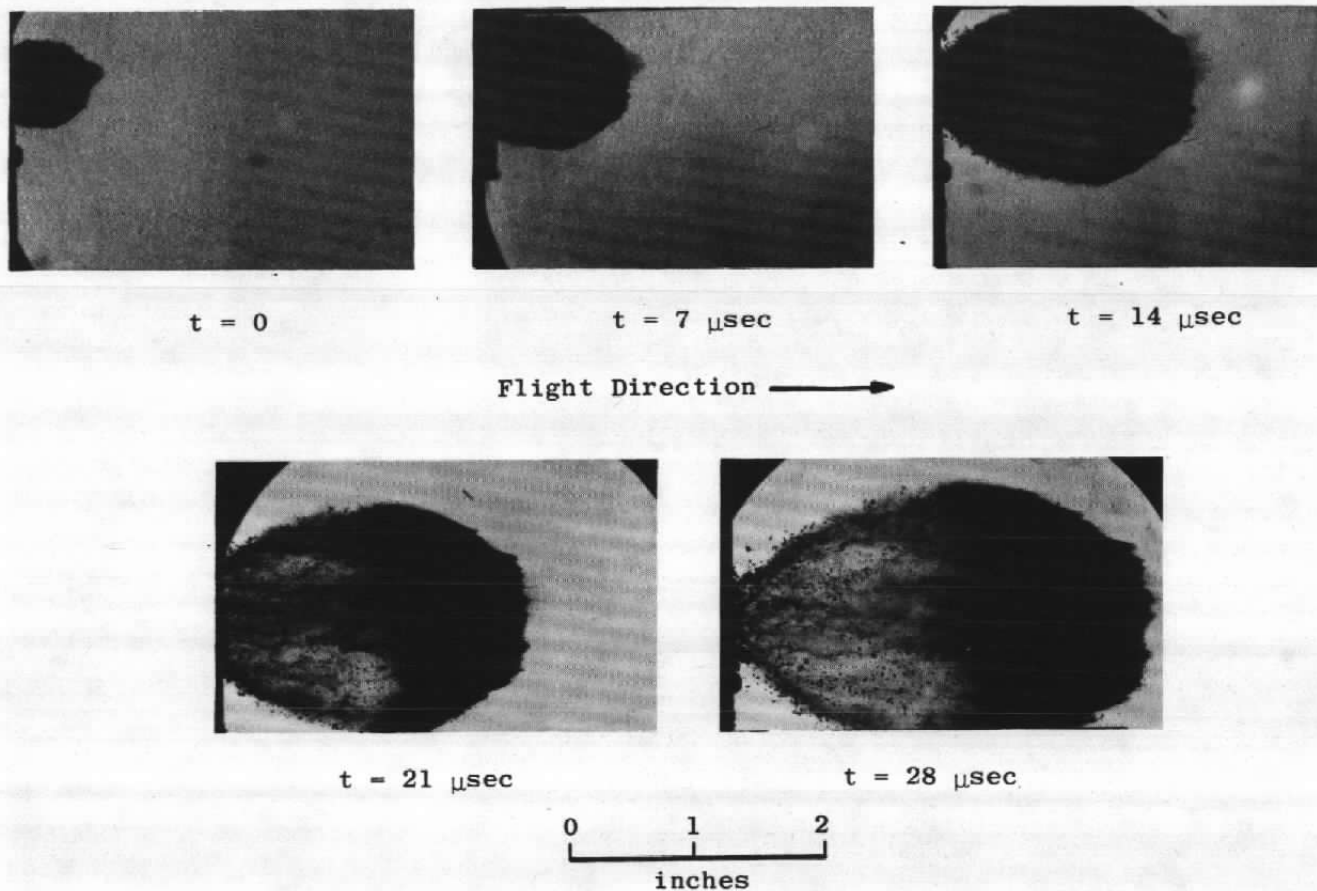 t = 0
t = 7 μsec
t = 14 μsec
Flight Direction
t = 21 μsec
t = 28 μsec
0 1 2
inches